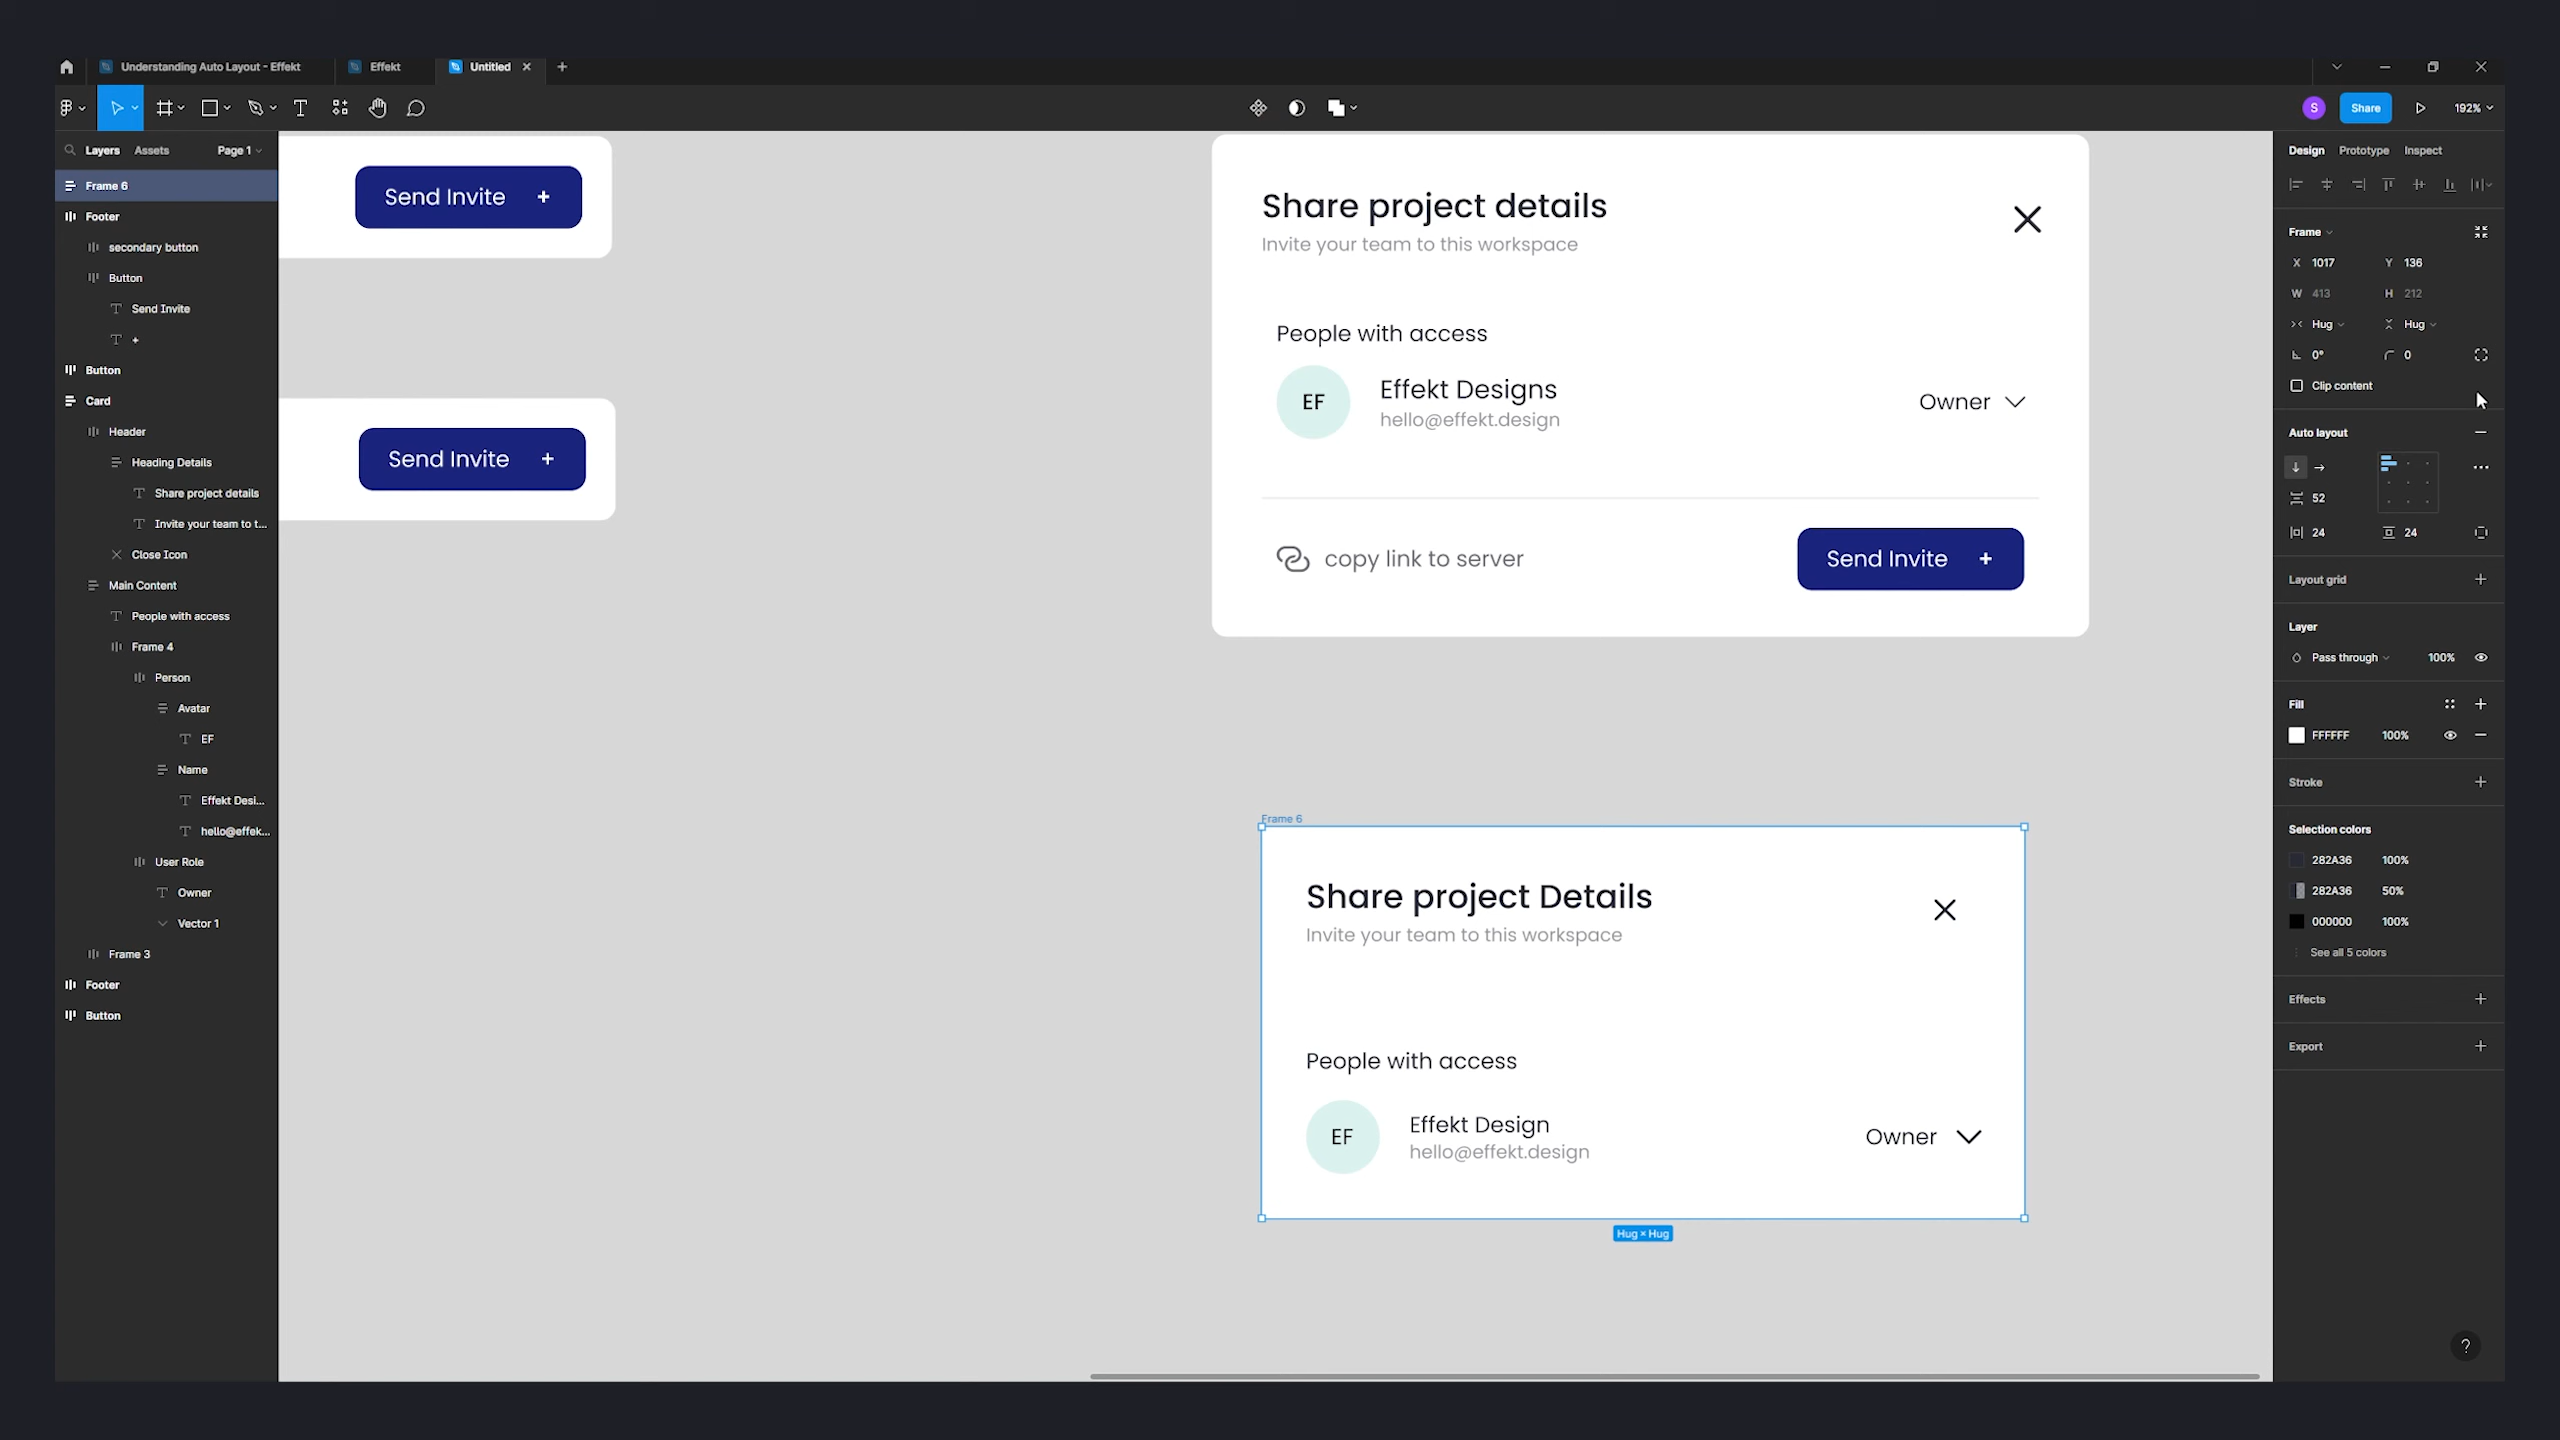 Understanding Auto Layout - Effekt
Effekt
Untitled
S
Share
192%
Layers
Assets
Page 1
Frame 6
Footer
secondary button
Button
Send Invite
+
Button
Card
Header
Heading Details
Share project details
Invite your team to t...
Close Icon
Main Content
People with access
Frame 4
Person
Avatar
EF
Name
Effekt Desi...
hello@effek...
User Role
Owner
Vector 1
Frame 3
Footer
Button
Send Invite +
Send Invite +
Share project details
Invite your team to this workspace
People with access
EF
Effekt Designs
hello@effekt.design
Owner
copy link to server
Send Invite +
Frame 6
Share project Details
Invite your team to this workspace
People with access
EF
Effekt Design
hello@effekt.design
Owner
Hug × Hug
Design
Prototype
Inspect
Frame
X 1017
Y 136
W 413
H 212
Hug
Hug
0°
0
Clip content
Auto layout
52
24
24
Layout grid
Layer
Pass through
100%
Fill
FFFFFF
100%
Stroke
Selection colors
282A36 100%
282A36 50%
000000 100%
See all 5 colors
Effects
Export
?